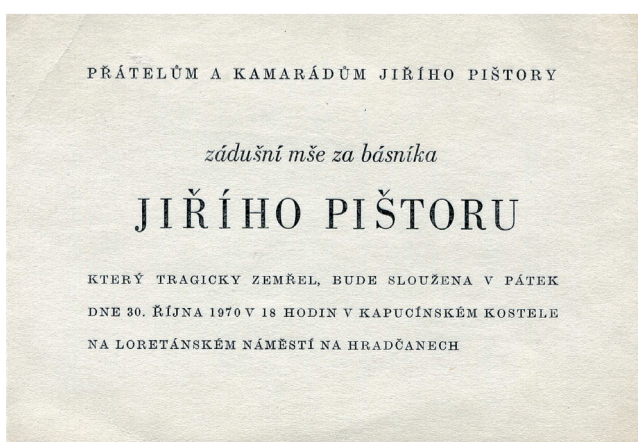 PŘÁTELŮM A KAMARÁDŮM JIŘÍHO PIŠTORY
zádušní mše za básníka
JIŘÍHO PIŠTORU
KTERÝ TRAGICKY ZEMŘEL, BUDE SLOUŽENA V PÁTEK
DNE 30. ŘÍJNA 1970 V 18 HODIN V KAPUCÍNSKÉM KOSTELE
NA LORETÁNSKÉM NÁMĚSTÍ NA HRADČANECH